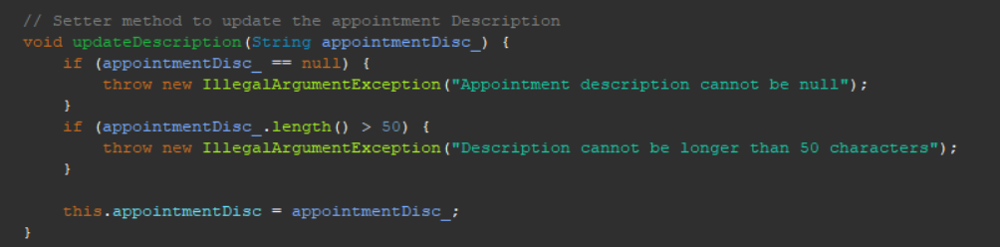 // Setter method to update the appointment Description
void updateDescription(String appointmentDisc_) {
    if (appointmentDisc_ == null) {
        throw new IllegalArgumentException("Appointment description cannot be null");
    }
    if (appointmentDisc_.length() > 50) {
        throw new IllegalArgumentException("Description cannot be longer than 50 characters");
    }

    this.appointmentDisc = appointmentDisc_;
}